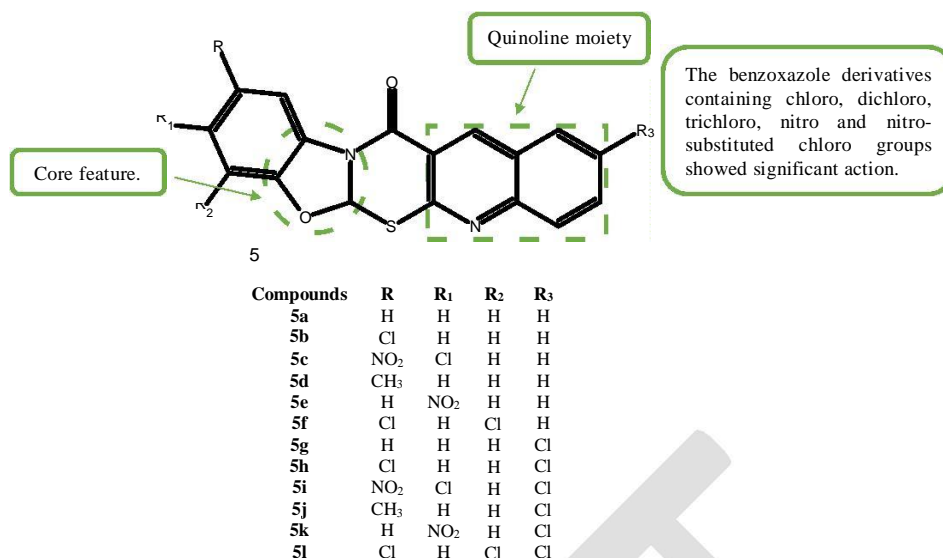 Quinoline moiety
The benzoxazole derivatives
containing chloro, dichloro,
trichloro, nitro and nitro-
substituted chloro groups
showed significant action.
Core feature.
R
R₁
R₂
O
N
O
S
N
R₃
5
Compounds R R₁ R₂ R₃
5a H H H H
5b Cl H H H
5c NO₂ Cl H H
5d CH₃ H H H
5e H NO₂ H H
5f Cl H Cl H
5g H H H Cl
5h Cl H H Cl
5i NO₂ Cl H Cl
5j CH₃ H H Cl
5k H NO₂ H Cl
5l Cl H Cl Cl